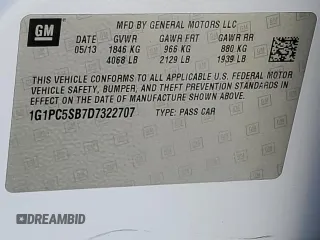 GM
MFD BY GENERAL MOTORS LLC
DATE GVWR GAWR FRT GAWR RR
05/13 1846 KG 966 KG 880 KG
4068 LB 2129 LB 1939 LB
THIS VEHICLE CONFORMS TO ALL APPLICABLE U.S. FEDERAL MOTOR
VEHICLE SAFETY, BUMPER, AND THEFT PREVENTION STANDARDS
IN EFFECT ON THE DATE OF MANUFACTURE SHOWN ABOVE.
1G1PC5SB7D7322707 TYPE: PASS CAR
DREAMBID